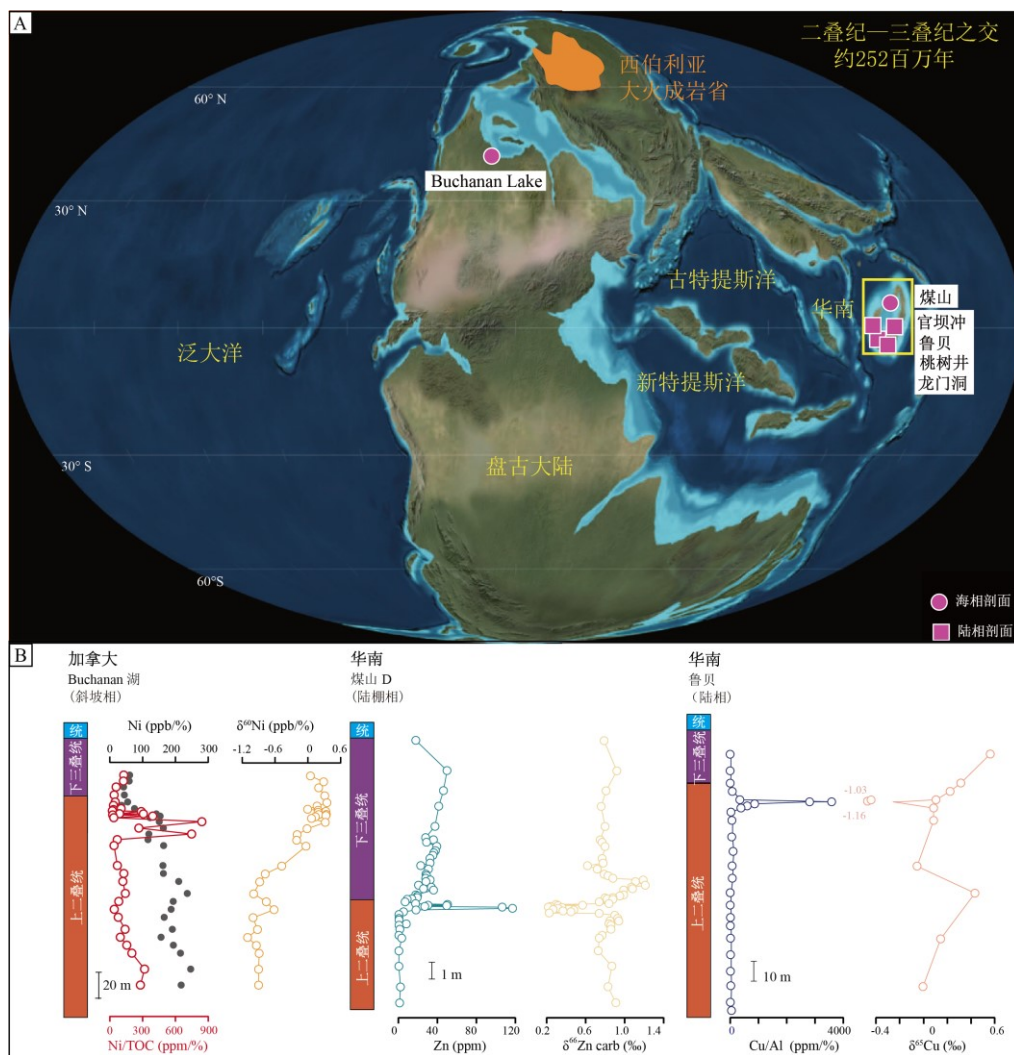 A
二叠纪—三叠纪之交
约252百万年
西伯利亚
大火成岩省
60° N
Buchanan Lake
30° N
古特提斯洋
华南
煤山
官坝冲
鲁贝
桃树井
龙门洞
泛大洋
新特提斯洋
盘古大陆
30° S
60°S
海相剖面
陆相剖面
B
加拿大
Buchanan 湖
(斜坡相)
统
下三叠统
上二叠统
Ni (ppb/%)
0 100 200 300
δ⁶⁰Ni (ppb/%)
-1.2 -0.6 0 0.6
20 m
0 300 600 900
Ni/TOC (ppm/%)
华南
煤山 D
(陆棚相)
统
下三叠统
上二叠统
1 m
0 40 80 120
Zn (ppm)
0.2 0.6 1.0 1.4
δ⁶⁶Zn carb (‰)
华南
鲁贝
(陆相)
统
下三叠统
上二叠统
-1.03
-1.16
10 m
0 4000
Cu/Al (ppm/%)
-0.4 0 0.6
δ⁶⁵Cu (‰)